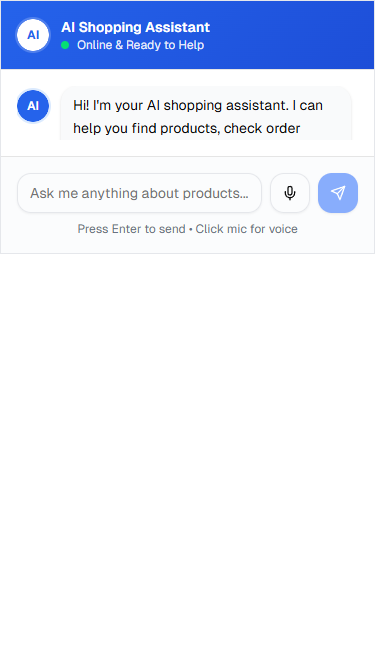 AI
AI Shopping Assistant
Online & Ready to Help
AI
Hi! I'm your AI shopping assistant. I can
help you find products, check order
Ask me anything about products...
Press Enter to send • Click mic for voice